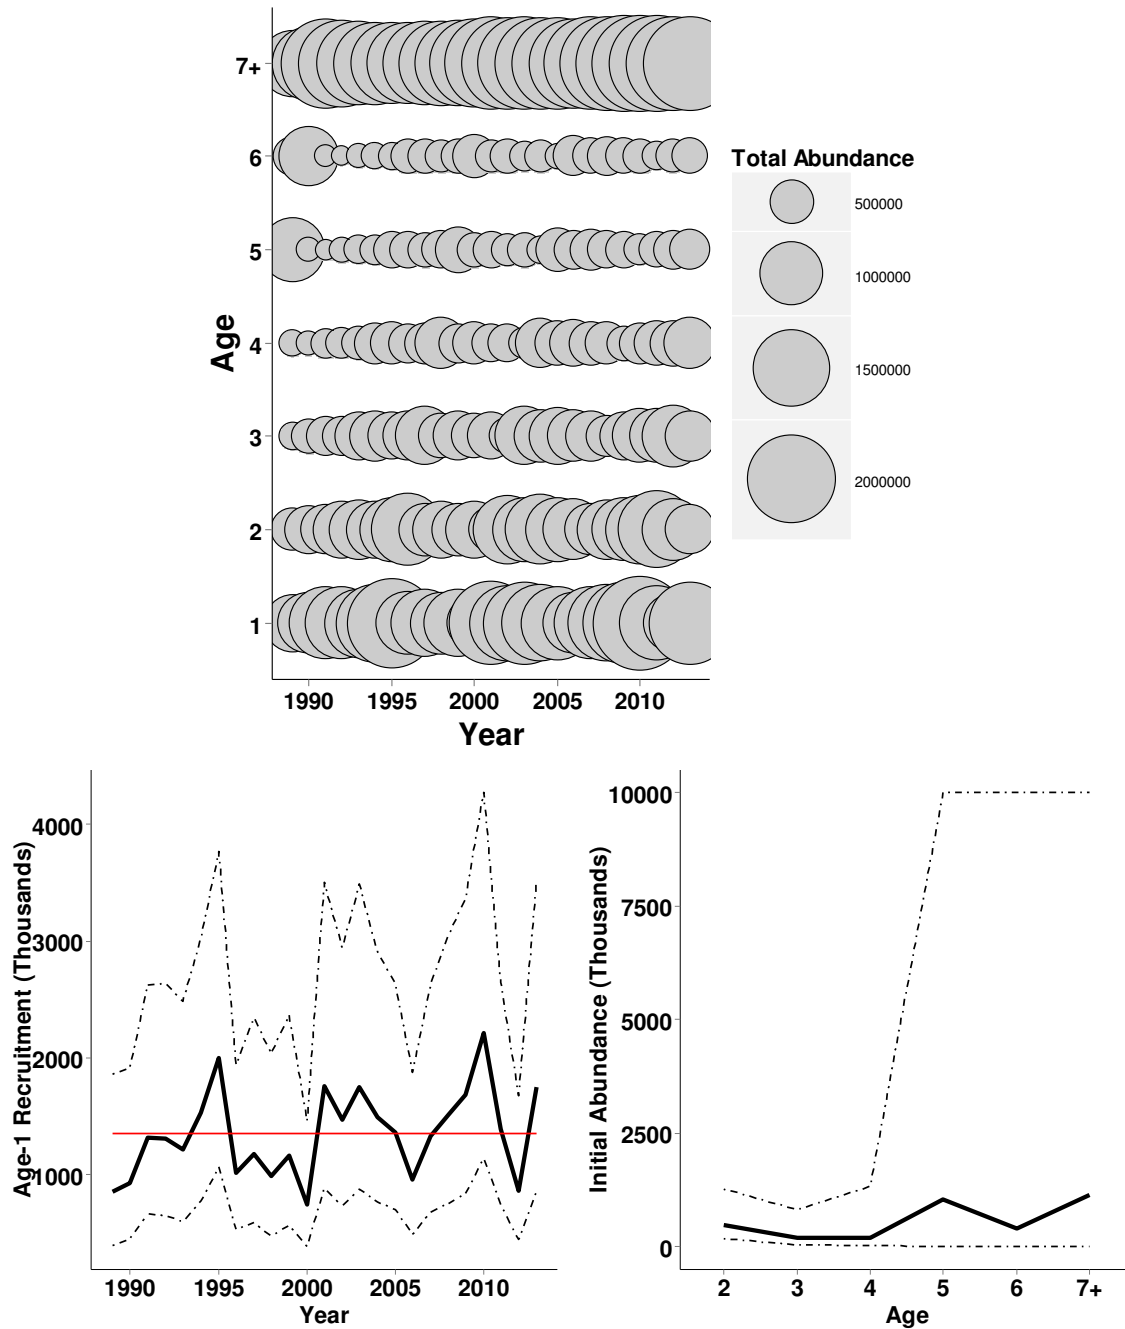 7+
6
5
4
3
2
1
Age
1990 1995 2000 2005 2010
Year
Total Abundance
500000
1000000
1500000
2000000
4000
3000
2000
1000
Age-1 Recruitment (Thousands)
1990 1995 2000 2005 2010
Year
10000
7500
5000
2500
0
Initial Abundance (Thousands)
2 3 4 5 6 7+
Age